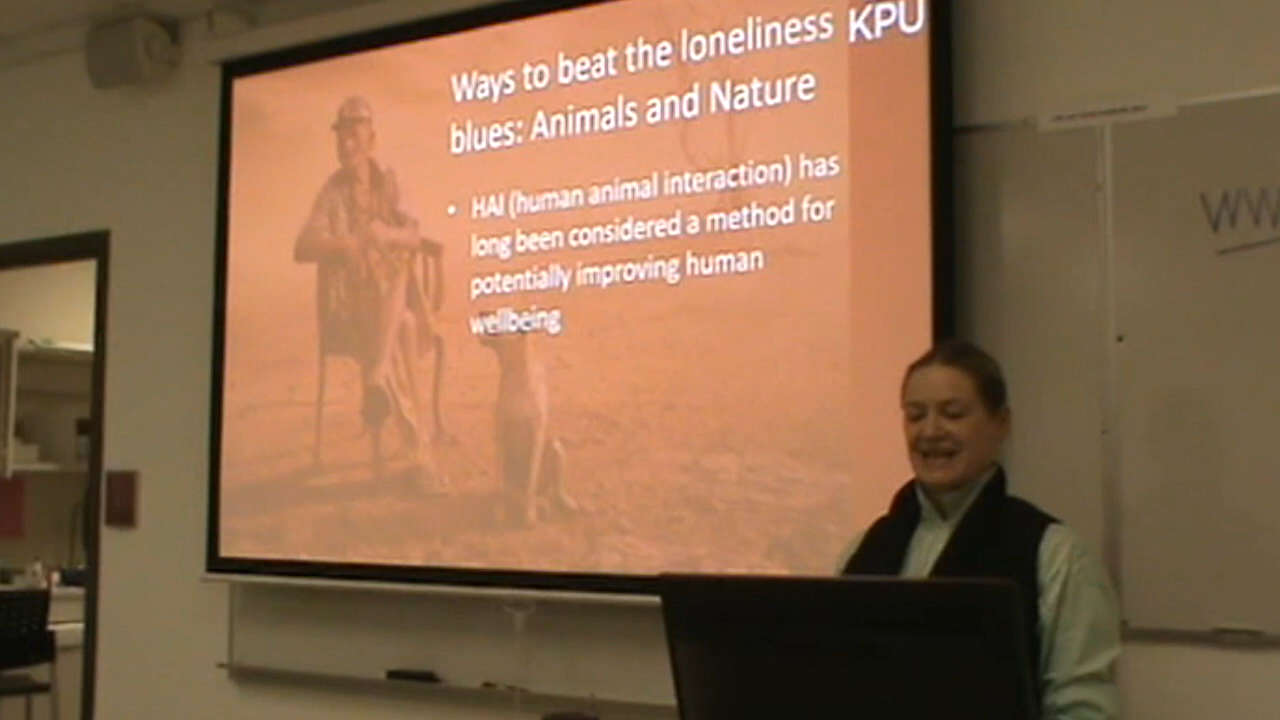 Ways to beat the loneliness
blues: Animals and Nature
KPU
• HAI (human animal interaction) has
long been considered a method for
potentially improving human
wellbeing